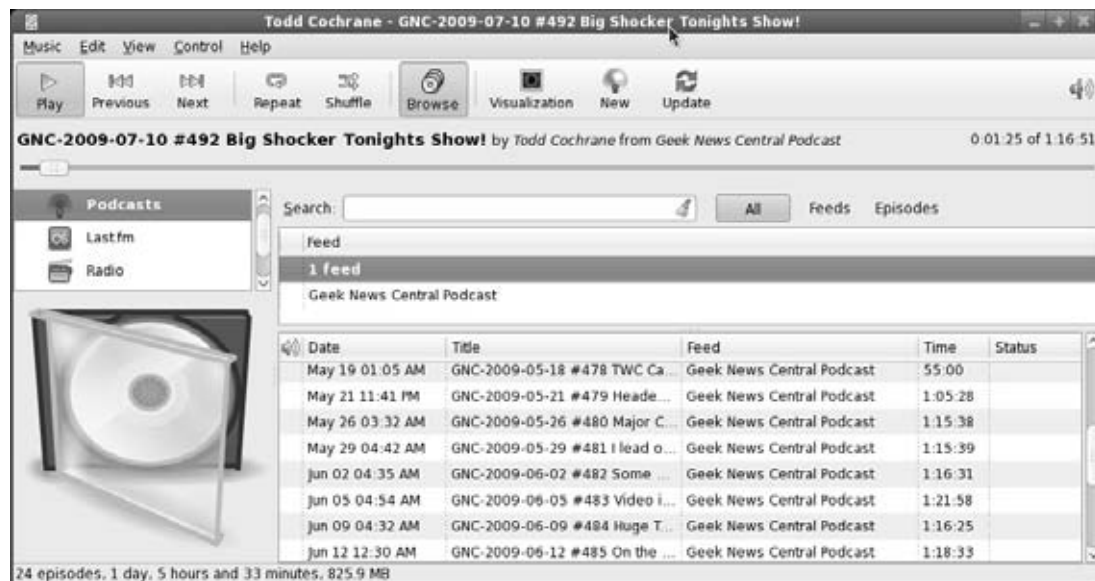 Todd Cochrane - GNC-2009-07-10 #492 Big Shocker Tonights Show!
Music Edit View Control Help
Play Previous Next Repeat Shuffle Browse Visualization New Update
GNC-2009-07-10 #492 Big Shocker Tonights Show! by Todd Cochrane from Geek News Central Podcast 0:01:25 of 1:16:51
Podcasts
Last.fm
Radio
Search: All Feeds Episodes
Feed
1 feed
Geek News Central Podcast
Date Title Feed Time Status
May 19 01:05 AM GNC-2009-05-18 #478 TWC Ca... Geek News Central Podcast 55:00
May 21 11:41 PM GNC-2009-05-21 #479 Heade... Geek News Central Podcast 1:05:28
May 26 03:32 AM GNC-2009-05-26 #480 Major C... Geek News Central Podcast 1:15:38
May 29 04:42 AM GNC-2009-05-29 #481 I lead o... Geek News Central Podcast 1:15:39
Jun 02 04:35 AM GNC-2009-06-02 #482 Some ... Geek News Central Podcast 1:16:31
Jun 05 04:54 AM GNC-2009-06-05 #483 Video i... Geek News Central Podcast 1:21:58
Jun 09 04:32 AM GNC-2009-06-09 #484 Huge T... Geek News Central Podcast 1:16:25
Jun 12 12:30 AM GNC-2009-06-12 #485 On the ... Geek News Central Podcast 1:18:33
24 episodes, 1 day, 5 hours and 33 minutes, 825.9 MB